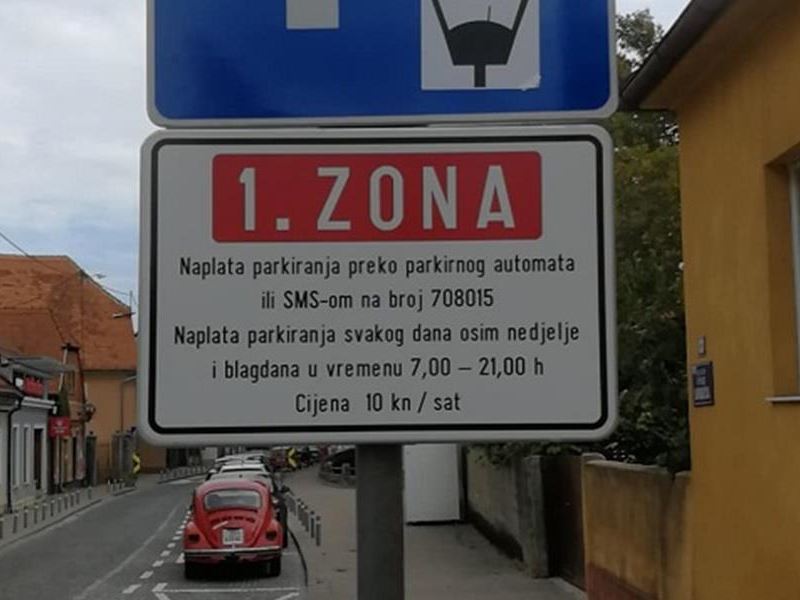 1. ZONA
Naplata parkiranja preko parkirnog automata
ili SMS-om na broj 708015
Naplata parkiranja svakog dana osim nedjelje
i blagdana u vremenu 7,00 – 21,00 h
Cijena 10 kn / sat